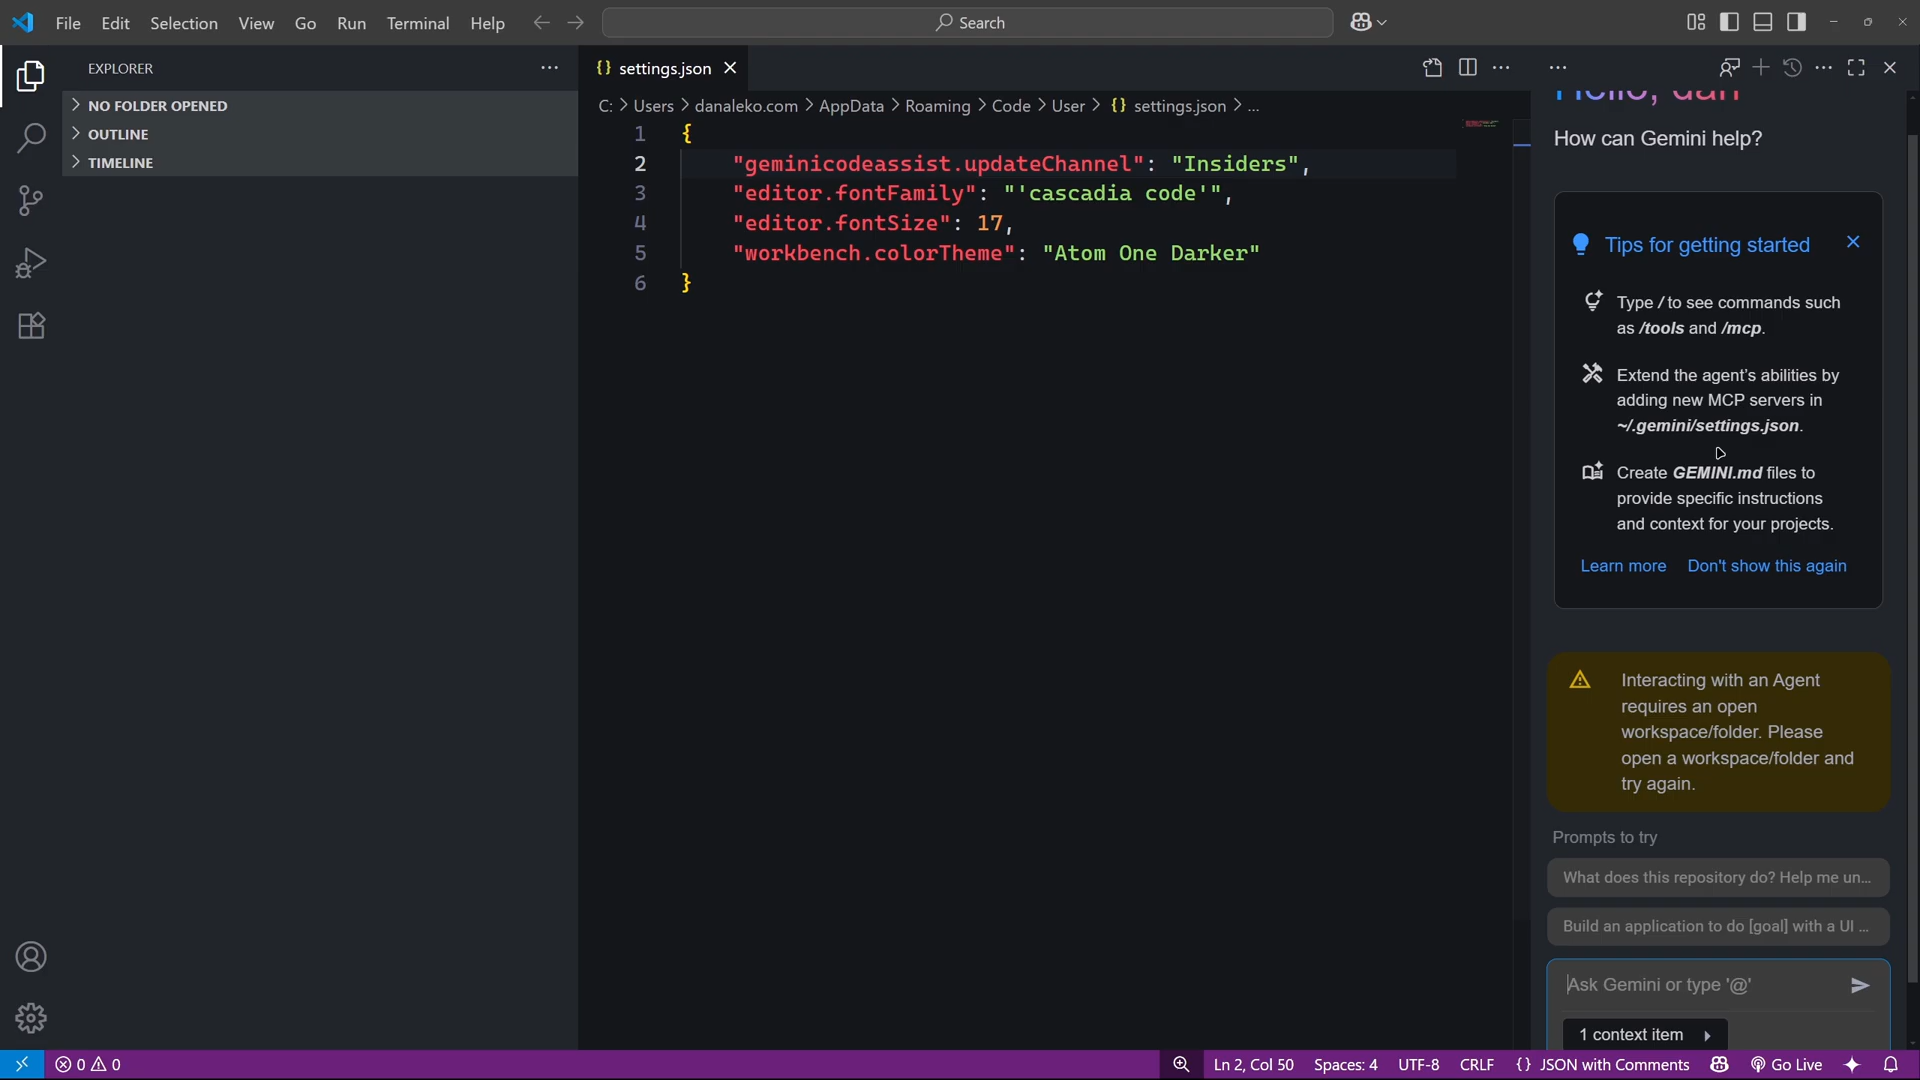 File Edit Selection View Go Run Terminal Help
Search
EXPLORER
NO FOLDER OPENED
OUTLINE
TIMELINE
{} settings.json
C: > Users > danaleko.com > AppData > Roaming > Code > User > {} settings.json > ...
1 {
2 "geminicodeassist.updateChannel": "Insiders",
3 "editor.fontFamily": "'cascadia code'",
4 "editor.fontSize": 17,
5 "workbench.colorTheme": "Atom One Darker"
6 }
Hello, dan
How can Gemini help?
Tips for getting started
Type / to see commands such
as /tools and /mcp.
Extend the agent's abilities by
adding new MCP servers in
~/.gemini/settings.json.
Create GEMINI.md files to
provide specific instructions
and context for your projects.
Learn more Don't show this again
Interacting with an Agent
requires an open
workspace/folder. Please
open a workspace/folder and
try again.
Prompts to try
What does this repository do? Help me un...
Build an application to do [goal] with a UI ...
Ask Gemini or type '@'
1 context item
0 0
Ln 2, Col 50 Spaces: 4 UTF-8 CRLF {} JSON with Comments Go Live